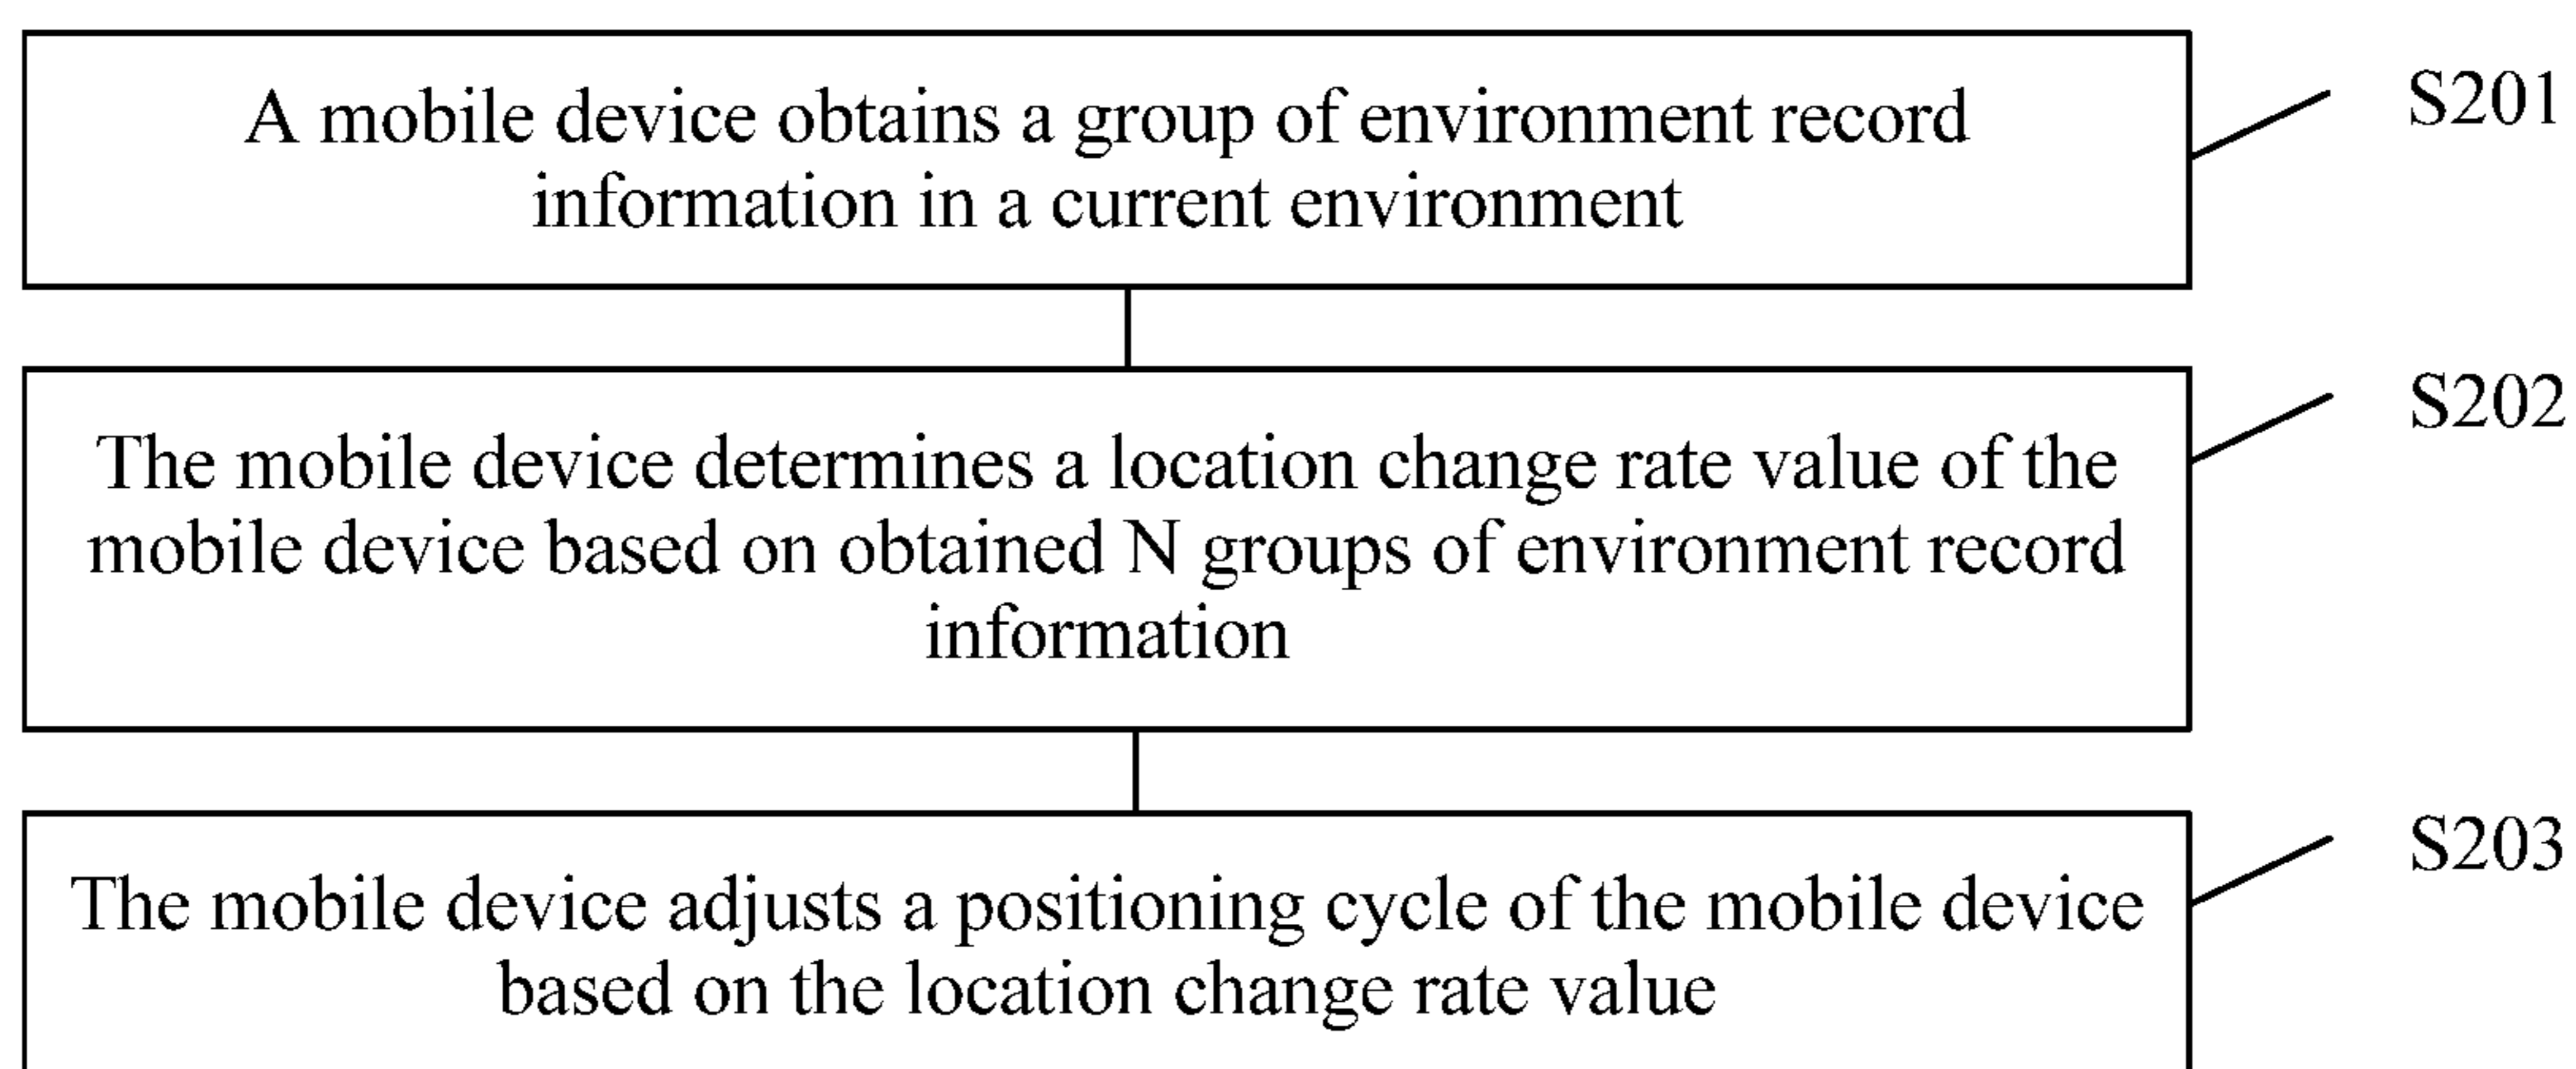 A mobile device obtains a group of environment record
information in a current environment
S201
The mobile device determines a location change rate value of the
mobile device based on obtained N groups of environment record
information
S202
The mobile device adjusts a positioning cycle of the mobile device
based on the location change rate value
S203